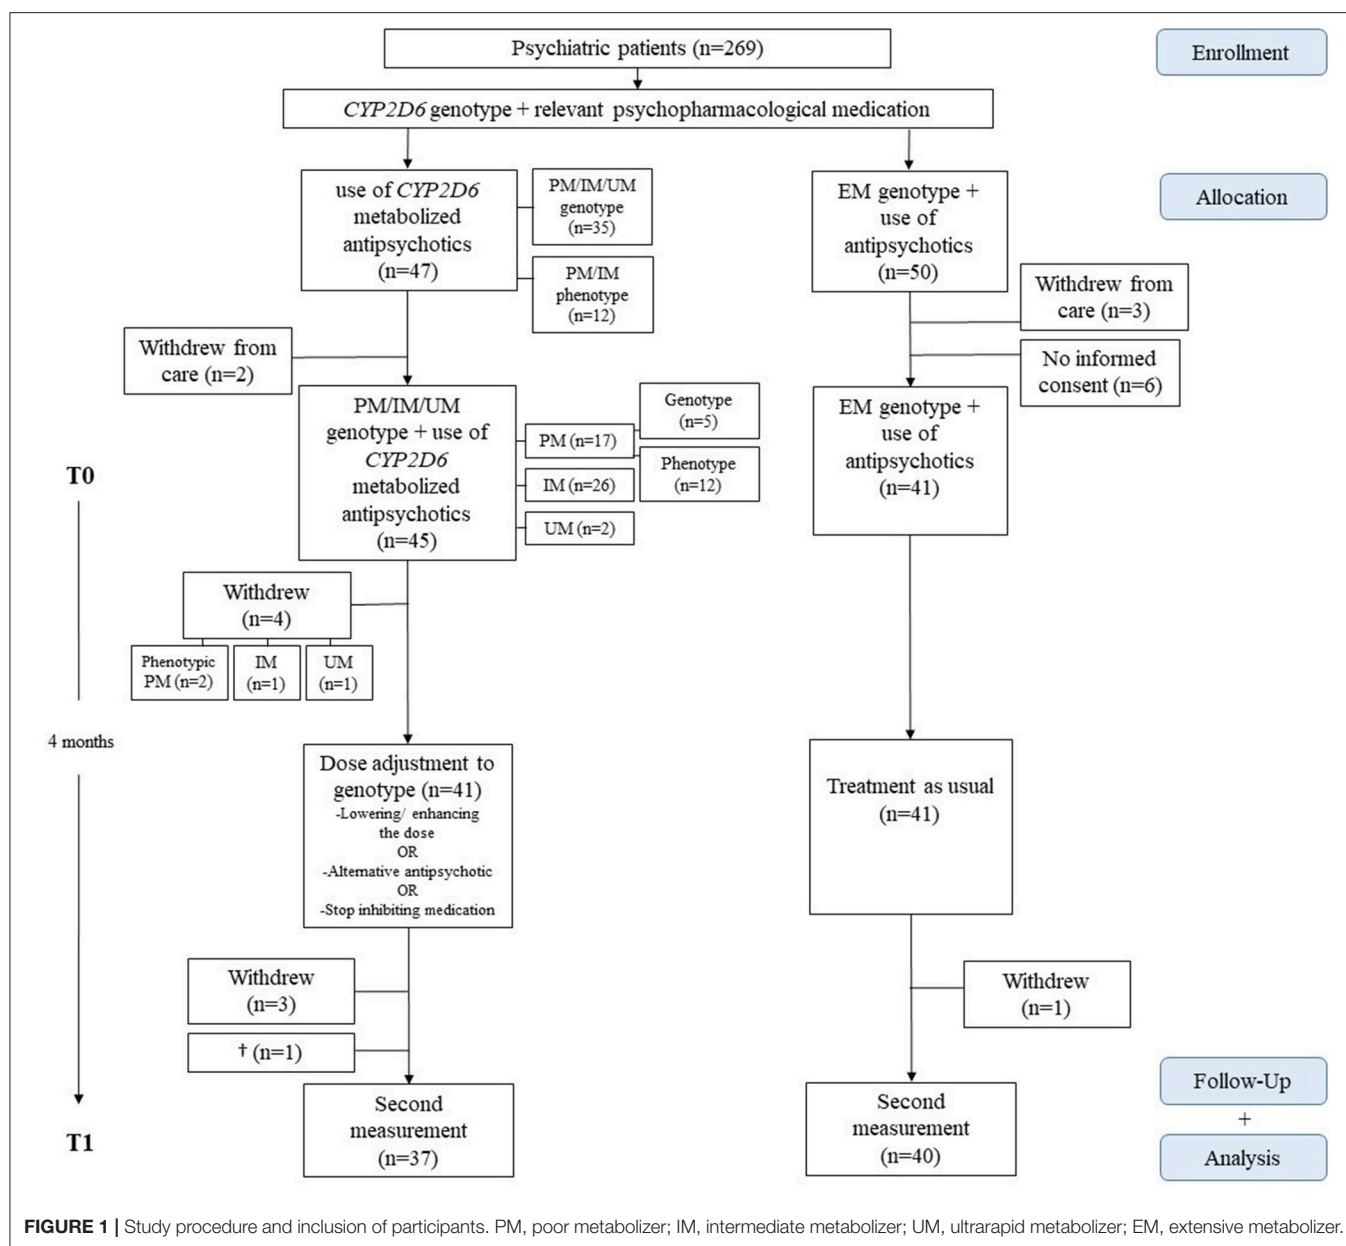 Psychiatric patients (n=269)
Enrollment
CYP2D6 genotype + relevant psychopharmacological medication
use of CYP2D6
metabolized
antipsychotics
(n=47)
PM/IM/UM
genotype
(n=35)
PM/IM
phenotype
(n=12)
EM genotype +
use of
antipsychotics
(n=50)
Allocation
Withdrew from
care (n=3)
Withdrew from
care (n=2)
No informed
consent (n=6)
PM/IM/UM
genotype + use of
CYP2D6
metabolized
antipsychotics
(n=45)
PM (n=17)
Genotype
(n=5)
Phenotype
(n=12)
IM (n=26)
UM (n=2)
EM genotype +
use of
antipsychotics
(n=41)
T0
Withdrew
(n=4)
Phenotypic
PM (n=2)
IM
(n=1)
UM
(n=1)
4 months
Dose adjustment to
genotype (n=41)
-Lowering/ enhancing
the dose
OR
-Alternative antipsychotic
OR
-Stop inhibiting medication
Treatment as usual
(n=41)
Withdrew
(n=3)
† (n=1)
Withdrew
(n=1)
Second
measurement
(n=37)
Second
measurement
(n=40)
T1
Follow-Up
+
Analysis
FIGURE 1 | Study procedure and inclusion of participants. PM, poor metabolizer; IM, intermediate metabolizer; UM, ultrarapid metabolizer; EM, extensive metabolizer.